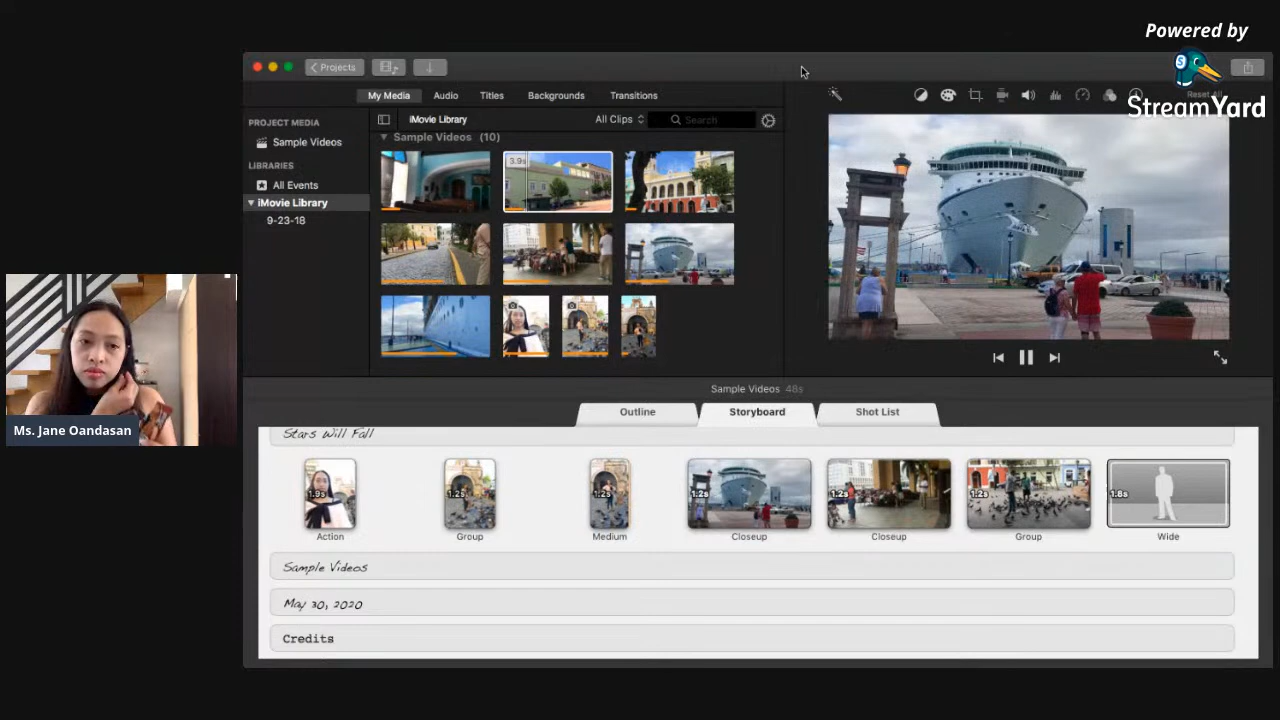 Powered by
StreamYard
Projects
My Media
Audio
Titles
Backgrounds
Transitions
Reset All
PROJECT MEDIA
Sample Videos
LIBRARIES
All Events
iMovie Library
9-23-18
iMovie Library
All Clips
Search
Sample Videos (10)
3.9s
Ms. Jane Oandasan
Sample Videos 48s
Outline
Storyboard
Shot List
Stars Will Fall
1.9s
1.2s
1.2s
1.2s
1.2s
1.2s
1.6s
Action
Group
Medium
Closeup
Closeup
Group
Wide
Sample Videos
May 30, 2020
Credits